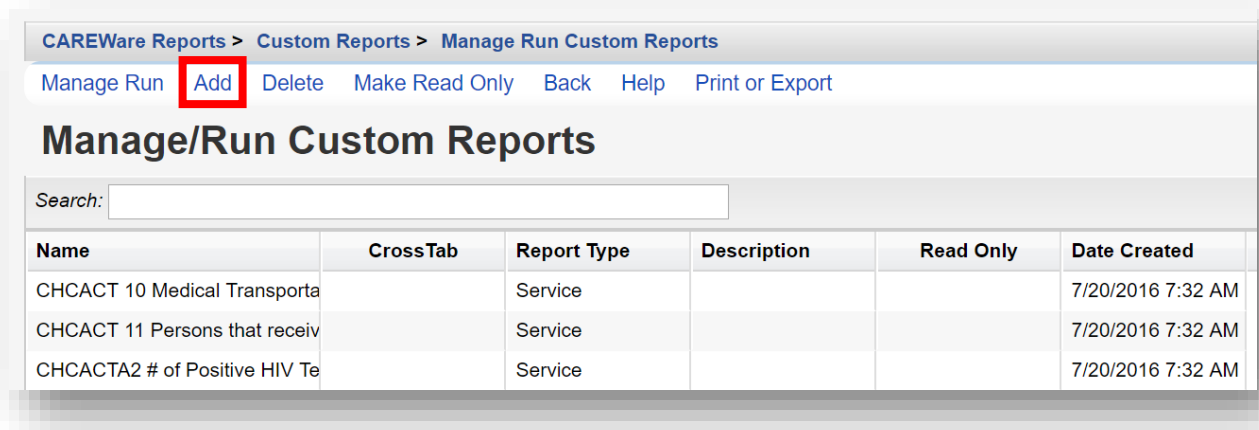 CAREWare Reports > Custom Reports > Manage Run Custom Reports
Manage Run Add Delete Make Read Only Back Help Print or Export
Manage/Run Custom Reports
Search:
Name CrossTab Report Type Description Read Only Date Created
CHCACT 10 Medical Transporta Service 7/20/2016 7:32 AM
CHCACT 11 Persons that receiv Service 7/20/2016 7:32 AM
CHCACTA2 # of Positive HIV Te Service 7/20/2016 7:32 AM